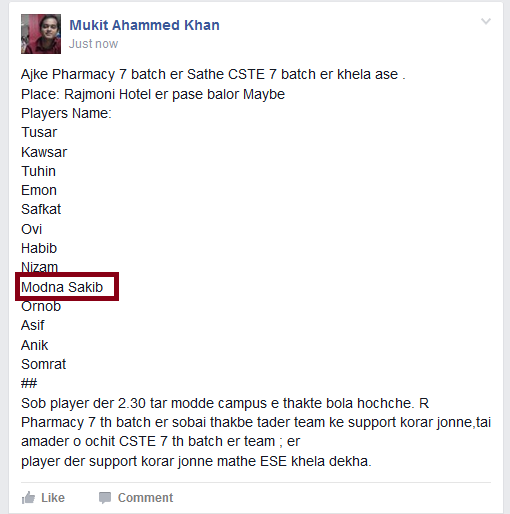 Mukit Ahammed Khan
Just now
Ajke Pharmacy 7 batch er Sathe CSTE 7 batch er khela ase .
Place: Rajmoni Hotel er pase balor Maybe
Players Name:
Tusar
Kawsar
Tuhin
Emon
Safkat
Ovi
Habib
Nizam
Modna Sakib
Ornob
Asif
Anik
Somrat
##
Sob player der 2.30 tar modde campus e thakte bola hochche. R
Pharmacy 7 th batch er sobai thakbe tader team ke support korar jonne,tai
amader o ochit CSTE 7 th batch er team ; er
player der support korar jonne mathe ESE khela dekha.
Like Comment